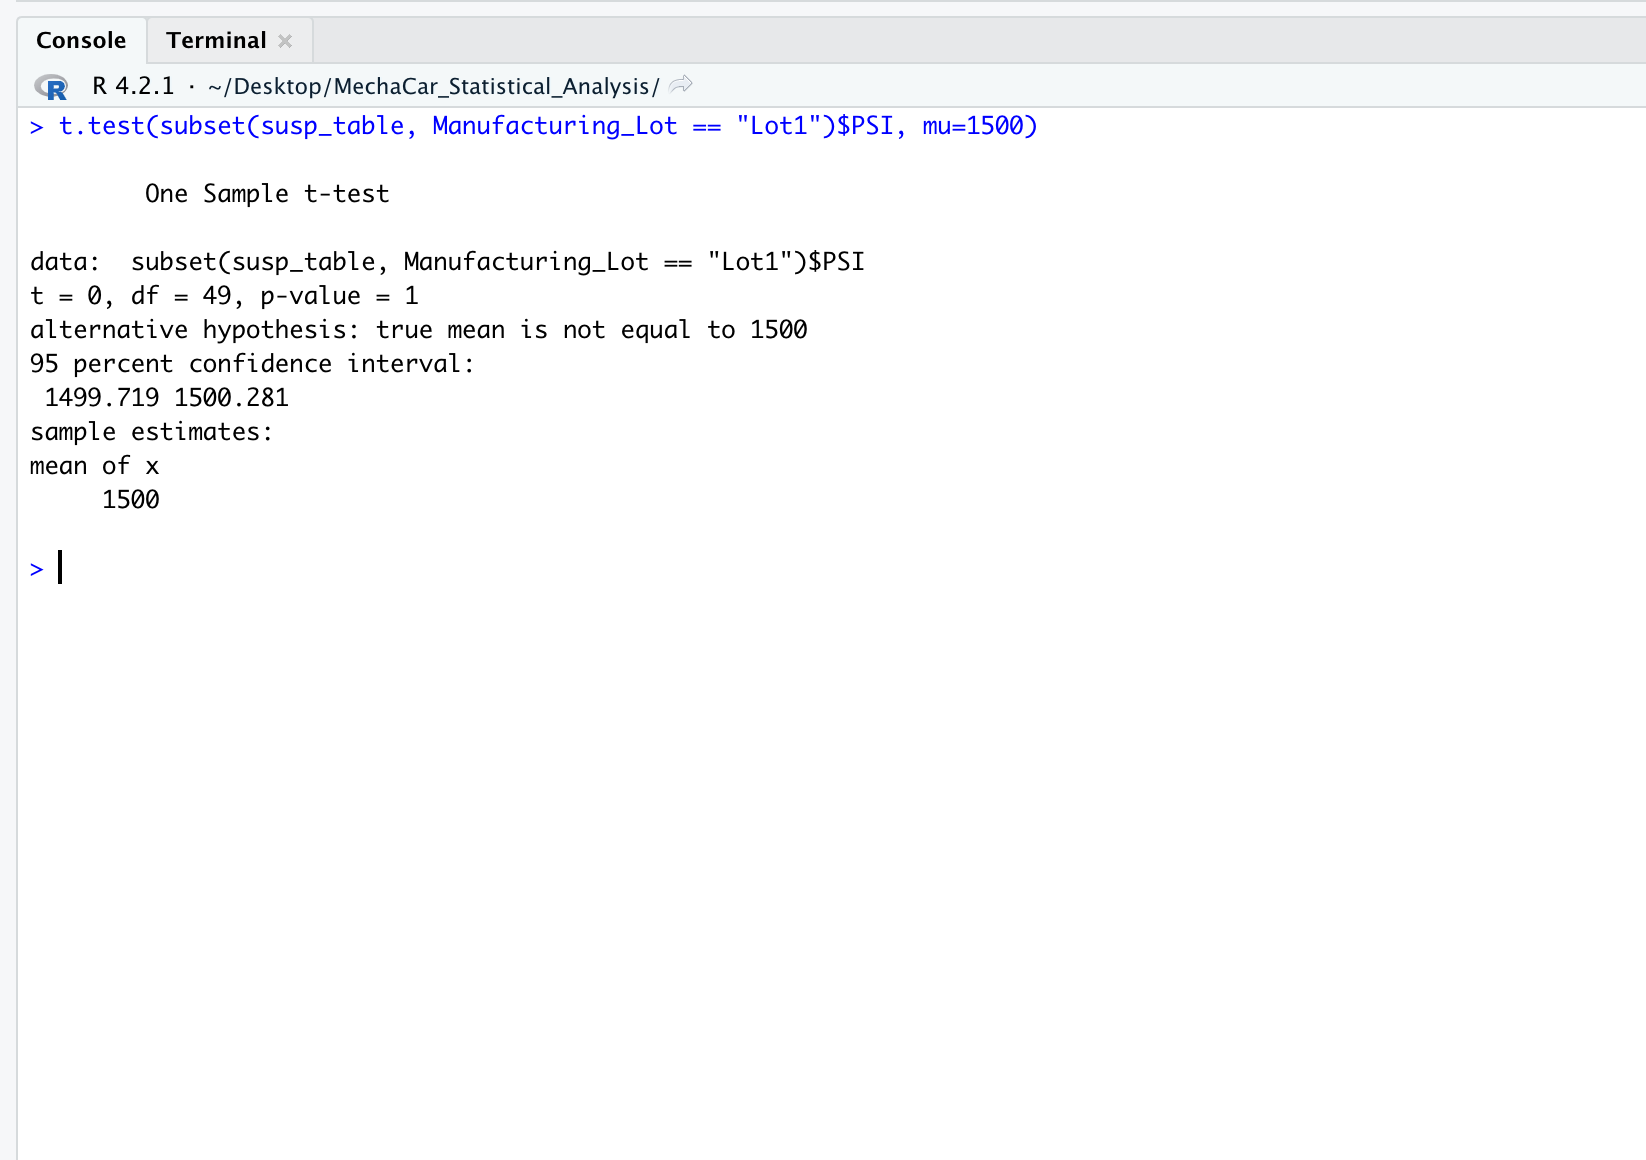 Console Terminal ×
R R 4.2.1 · ~/Desktop/MechaCar_Statistical_Analysis/
> t.test(subset(susp_table, Manufacturing_Lot == "Lot1")$PSI, mu=1500)
One Sample t-test
data:  subset(susp_table, Manufacturing_Lot == "Lot1")$PSI
t = 0, df = 49, p-value = 1
alternative hypothesis: true mean is not equal to 1500
95 percent confidence interval:
1499.719 1500.281
sample estimates:
mean of x
1500
>